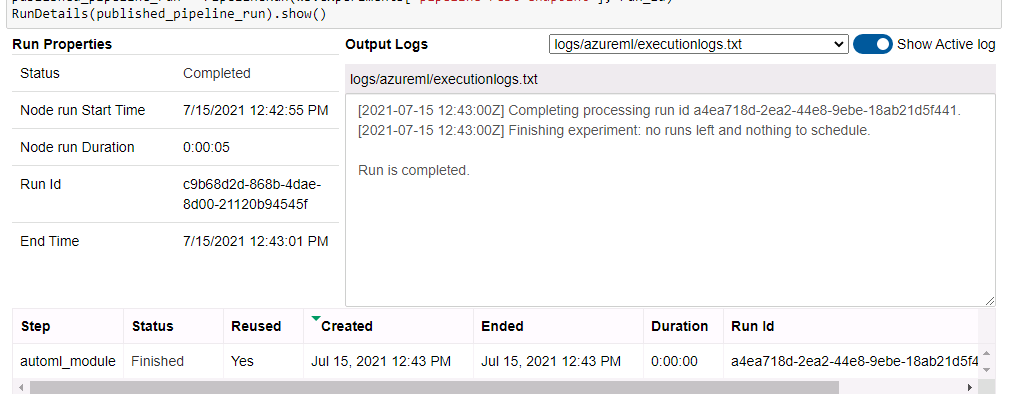 RunDetails(published_pipeline_run).show()
Run Properties
Status Completed
Node run Start Time 7/15/2021 12:42:55 PM
Node run Duration 0:00:05
Run Id c9b68d2d-868b-4dae-
8d00-21120b94545f
End Time 7/15/2021 12:43:01 PM
Output Logs logs/azureml/executionlogs.txt Show Active log
logs/azureml/executionlogs.txt
[2021-07-15 12:43:00Z] Completing processing run id a4ea718d-2ea2-44e8-9ebe-18ab21d5f441.
[2021-07-15 12:43:00Z] Finishing experiment: no runs left and nothing to schedule.
Run is completed.
Step Status Reused Created Ended Duration Run Id
automl_module Finished Yes Jul 15, 2021 12:43 PM Jul 15, 2021 12:43 PM 0:00:00 a4ea718d-2ea2-44e8-9ebe-18ab21d5f4